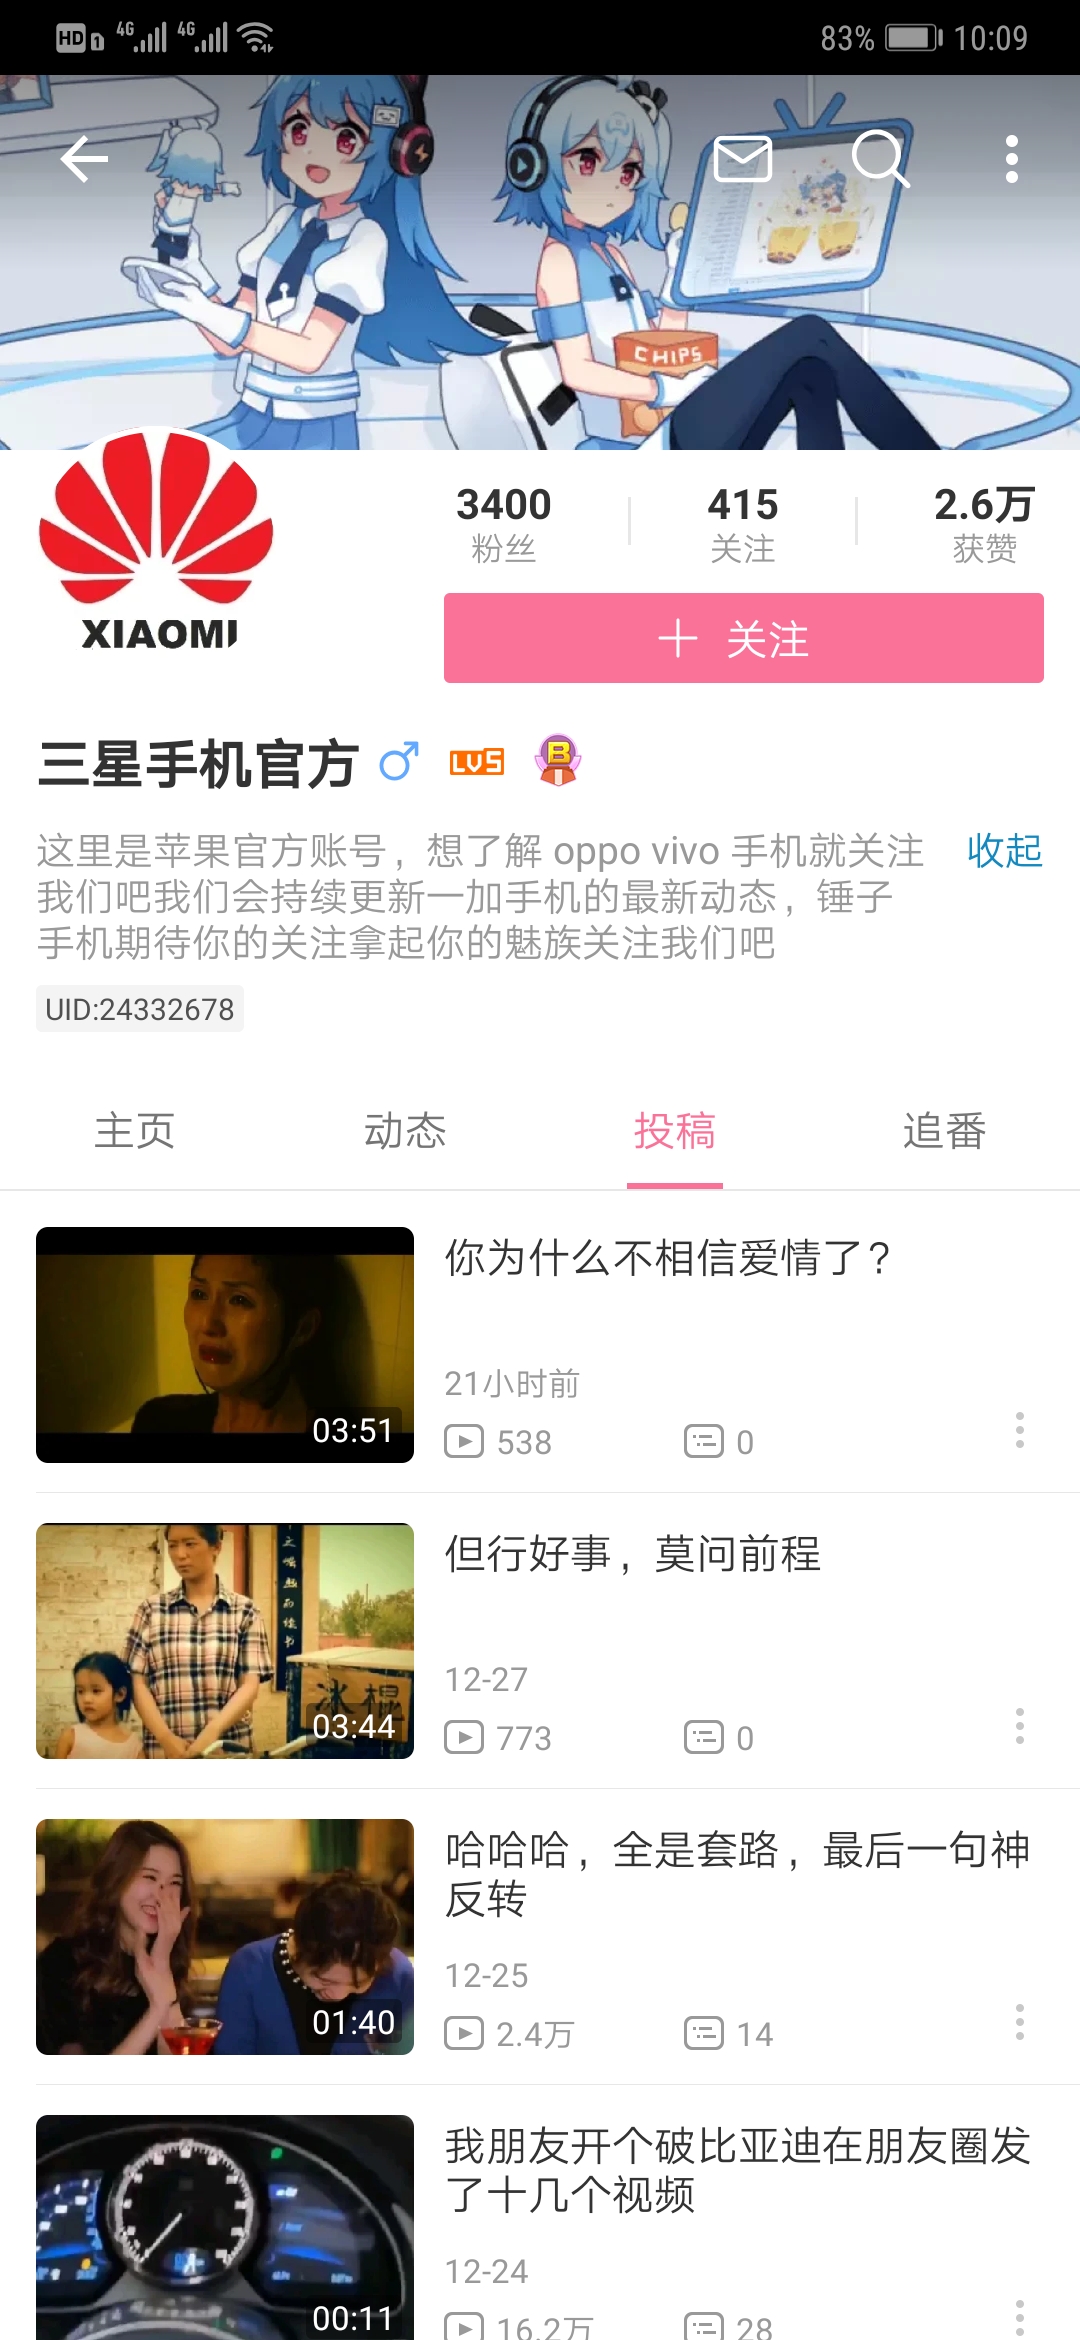 HD 1 4G 4G 83% 10:09
CHIPS
3400 415 2.6万
粉丝 关注 获赞
+ 关注
XIAOMI
三星手机官方 LV5 B
这里是苹果官方账号，想了解 oppo vivo 手机就关注 收起
我们吧我们会持续更新一加手机的最新动态，锤子
手机期待你的关注拿起你的魅族关注我们吧
UID:24332678
主页 动态 投稿 追番
你为什么不相信爱情了？
21小时前
03:51
538 0
但行好事，莫问前程
12-27
冰棍
03:44
773 0
哈哈哈，全是套路，最后一句神
反转
12-25
01:40
2.4万 14
我朋友开个破比亚迪在朋友圈发
了十几个视频
12-24
00:11
16.2万 28